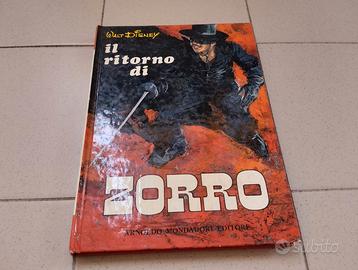 WALT DISNEY
il
ritorno di
ZORRO
ARNOLDO MONDADORI EDITORE
subito